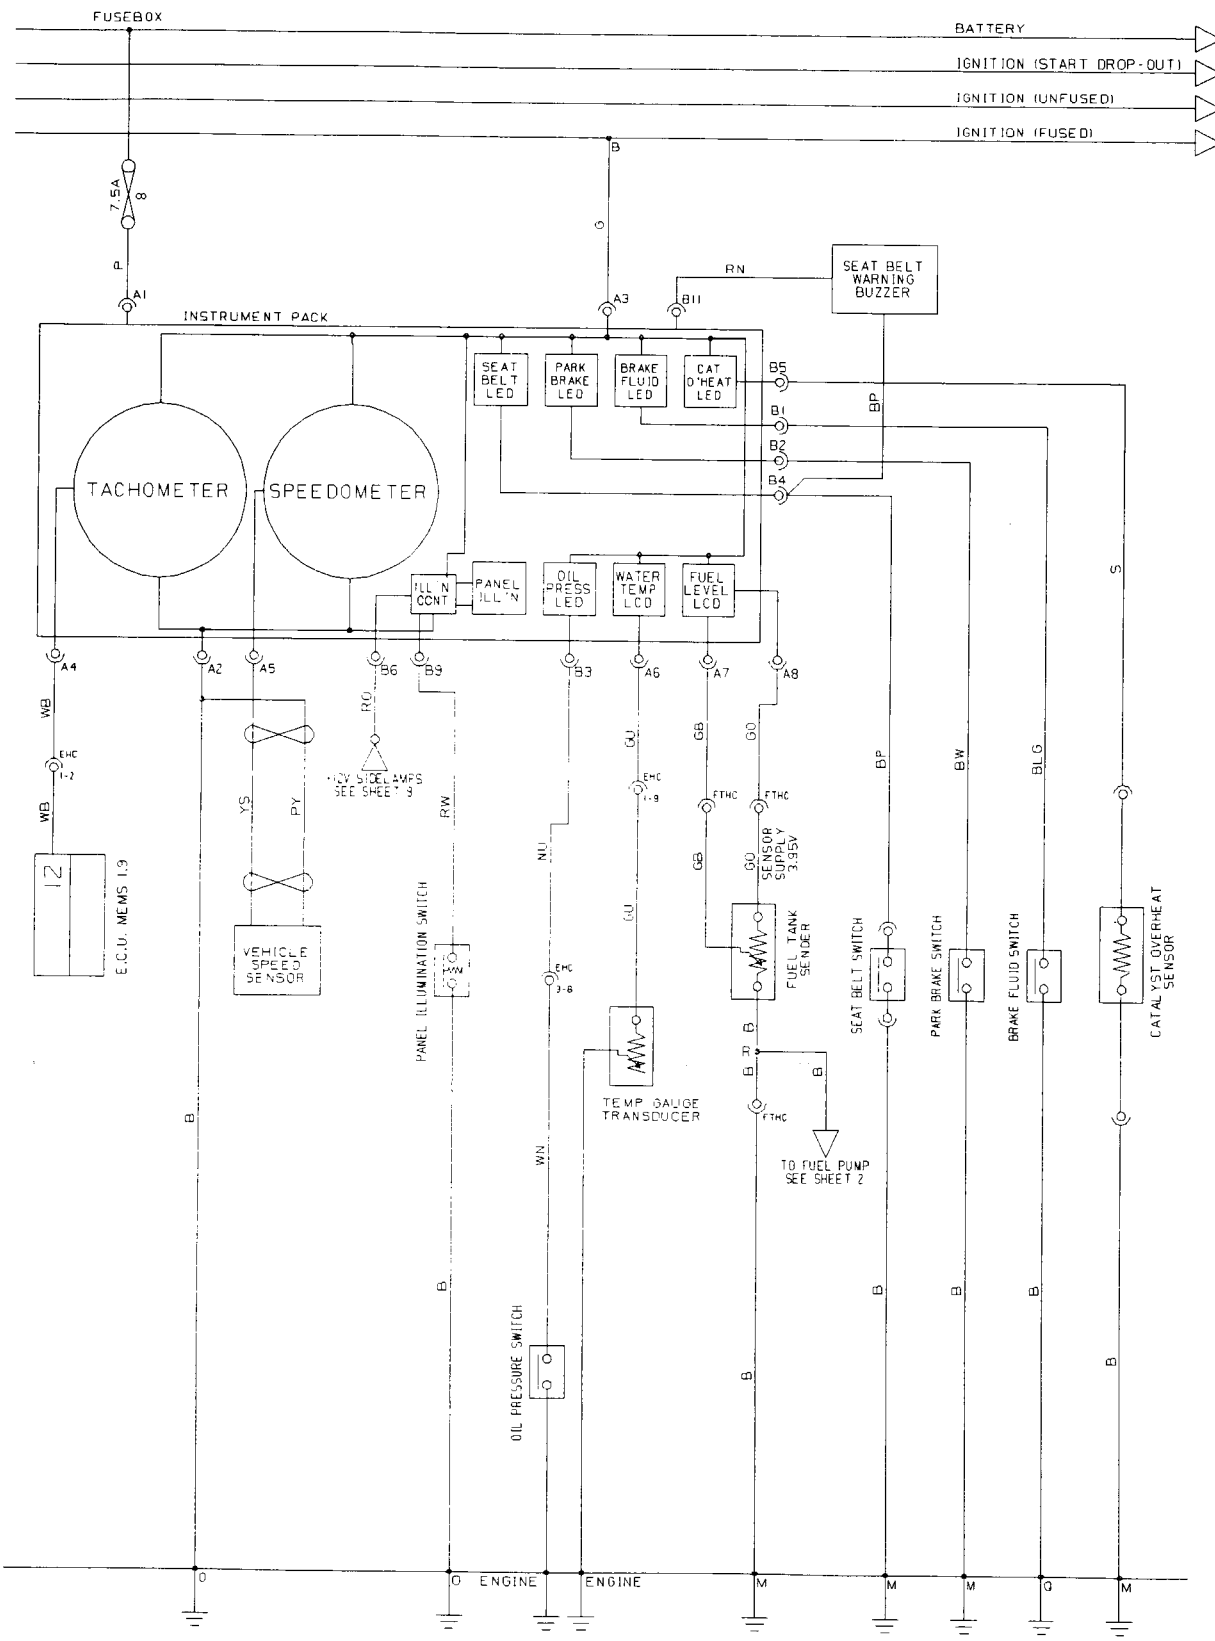 FUSEBOX
BATTERY
IGNITION (START DROP-OUT)
IGNITION (UNFUSED)
IGNITION (FUSED)
B
7.5A
8
G
P
RN
SEAT BELT
WARNING
BUZZER
A1
A3
B11
INSTRUMENT PACK
SEAT
BELT
LED
PARK
BRAKE
LED
BRAKE
FLUID
LED
CAT
O'HEAT
LED
B5
BP
B1
B2
B4
TACHOMETER
SPEEDOMETER
S
ILL'N
CONT
PANEL
ILL'N
OIL
PRESS
LED
WATER
TEMP
LCD
FUEL
LEVEL
LCD
A4
A2
A5
B6
B9
B3
A6
A7
A8
WB
RO
GU
GB
GO
BP
BW
BLG
EHC
1-2
+12V SIDELAMPS
SEE SHEET 9
EHC
1-9
FTHC
FTHC
WB
YS
PY
RW
NU
GB
GO
SENSOR
SUPPLY
3.95V
12
E.C.U. MEMS 1.9
VEHICLE
SPEED
SENSOR
PANEL ILLUMINATION SWITCH
GU
EHC
3-8
FUEL TANK
SENDER
SEAT BELT SWITCH
PARK BRAKE SWITCH
BRAKE FLUID SWITCH
CATALYST OVERHEAT
SENSOR
B
R
B
B
TEMP GAUGE
TRANSDUCER
FTHC
B
WN
TO FUEL PUMP
SEE SHEET 2
B
B
B
B
OIL PRESSURE SWITCH
B
B
O
O
ENGINE
ENGINE
M
M
M
Q
M